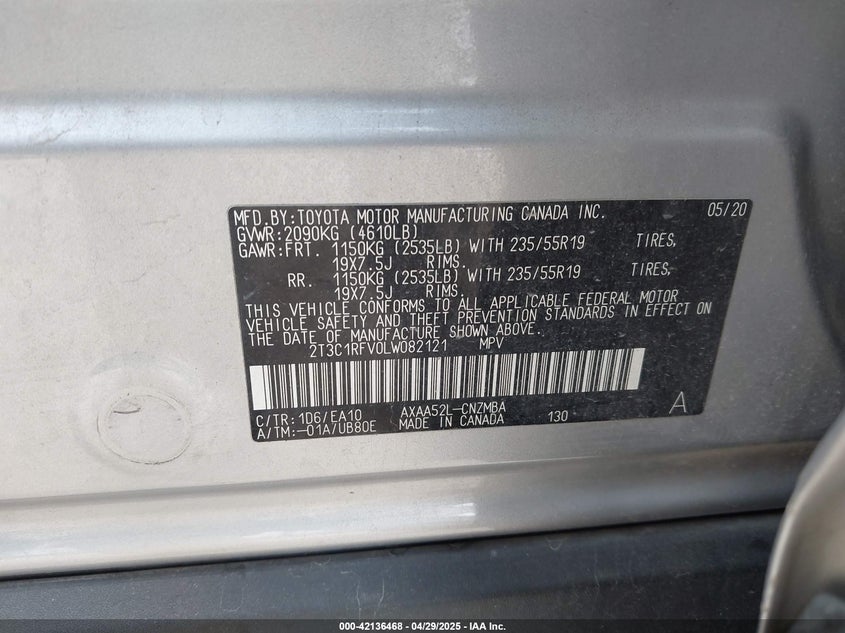 MFD.BY:TOYOTA MOTOR MANUFACTURING CANADA INC. 05/20
GVWR:2090KG (4610LB)
GAWR:FRT. 1150KG (2535LB) WITH 235/55R19 TIRES,
19X7.5J RIMS.
RR. 1150KG (2535LB) WITH 235/55R19 TIRES,
19X7.5J RIMS.
THIS VEHICLE CONFORMS TO ALL APPLICABLE FEDERAL MOTOR
VEHICLE SAFETY AND THEFT PREVENTION STANDARDS IN EFFECT ON
THE DATE OF MANUFACTURE SHOWN ABOVE.
2T3C1RFV0LW082121 MPV
C/TR:1D6/EA10 AXAA52L-CNZMBA 130 A
A/TM:-01A/UB80E MADE IN CANADA
000-42136468 - 04/29/2025 - IAA Inc.